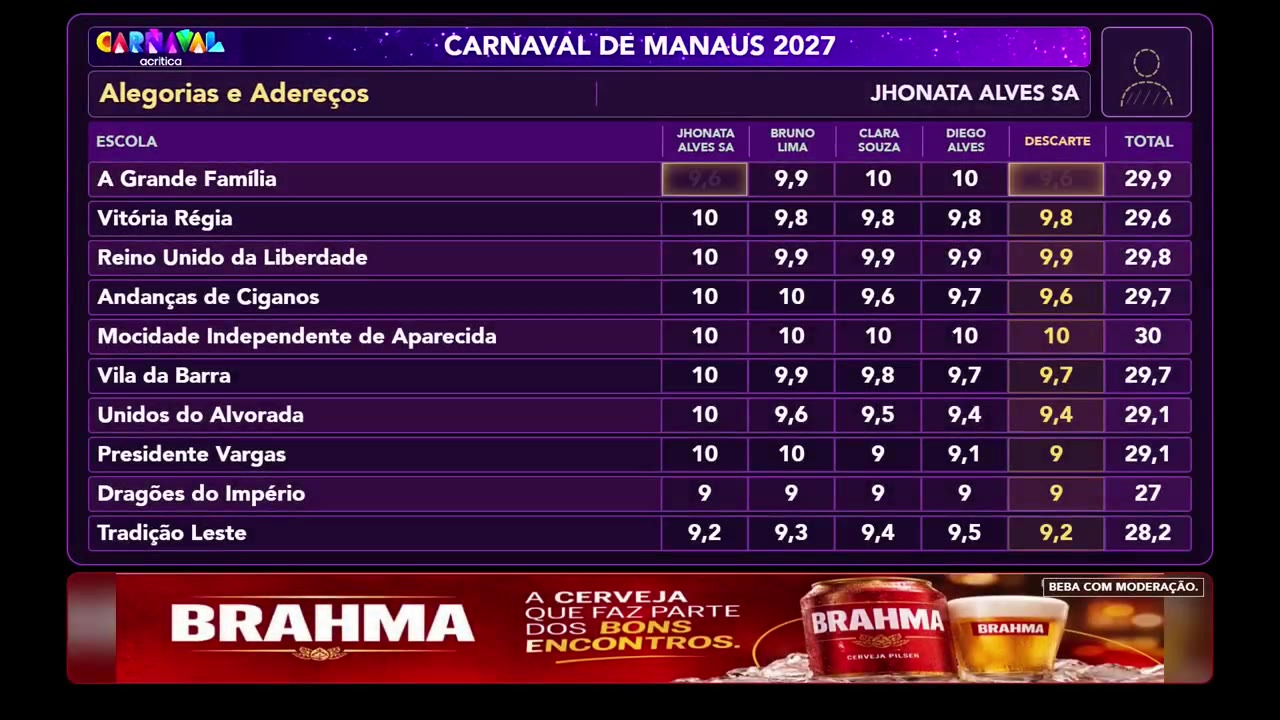 CARNAVAL
acritica
CARNAVAL DE MANAUS 2027
Alegorias e Adereços JHONATA ALVES SA
ESCOLA JHONATA ALVES SA BRUNO LIMA CLARA SOUZA DIEGO ALVES DESCARTE TOTAL
A Grande Família 9,6 9,9 10 10 9,6 29,9
Vitória Régia 10 9,8 9,8 9,8 9,8 29,6
Reino Unido da Liberdade 10 9,9 9,9 9,9 9,9 29,8
Andanças de Ciganos 10 10 9,6 9,7 9,6 29,7
Mocidade Independente de Aparecida 10 10 10 10 10 30
Vila da Barra 10 9,9 9,8 9,7 9,7 29,7
Unidos do Alvorada 10 9,6 9,5 9,4 9,4 29,1
Presidente Vargas 10 10 9 9,1 9 29,1
Dragões do Império 9 9 9 9 9 27
Tradição Leste 9,2 9,3 9,4 9,5 9,2 28,2
BRAHMA
A CERVEJA
QUE FAZ PARTE
DOS BONS
ENCONTROS.
BRAHMA
CERVEJA PILSEN
BRAHMA
BEBA COM MODERAÇÃO.